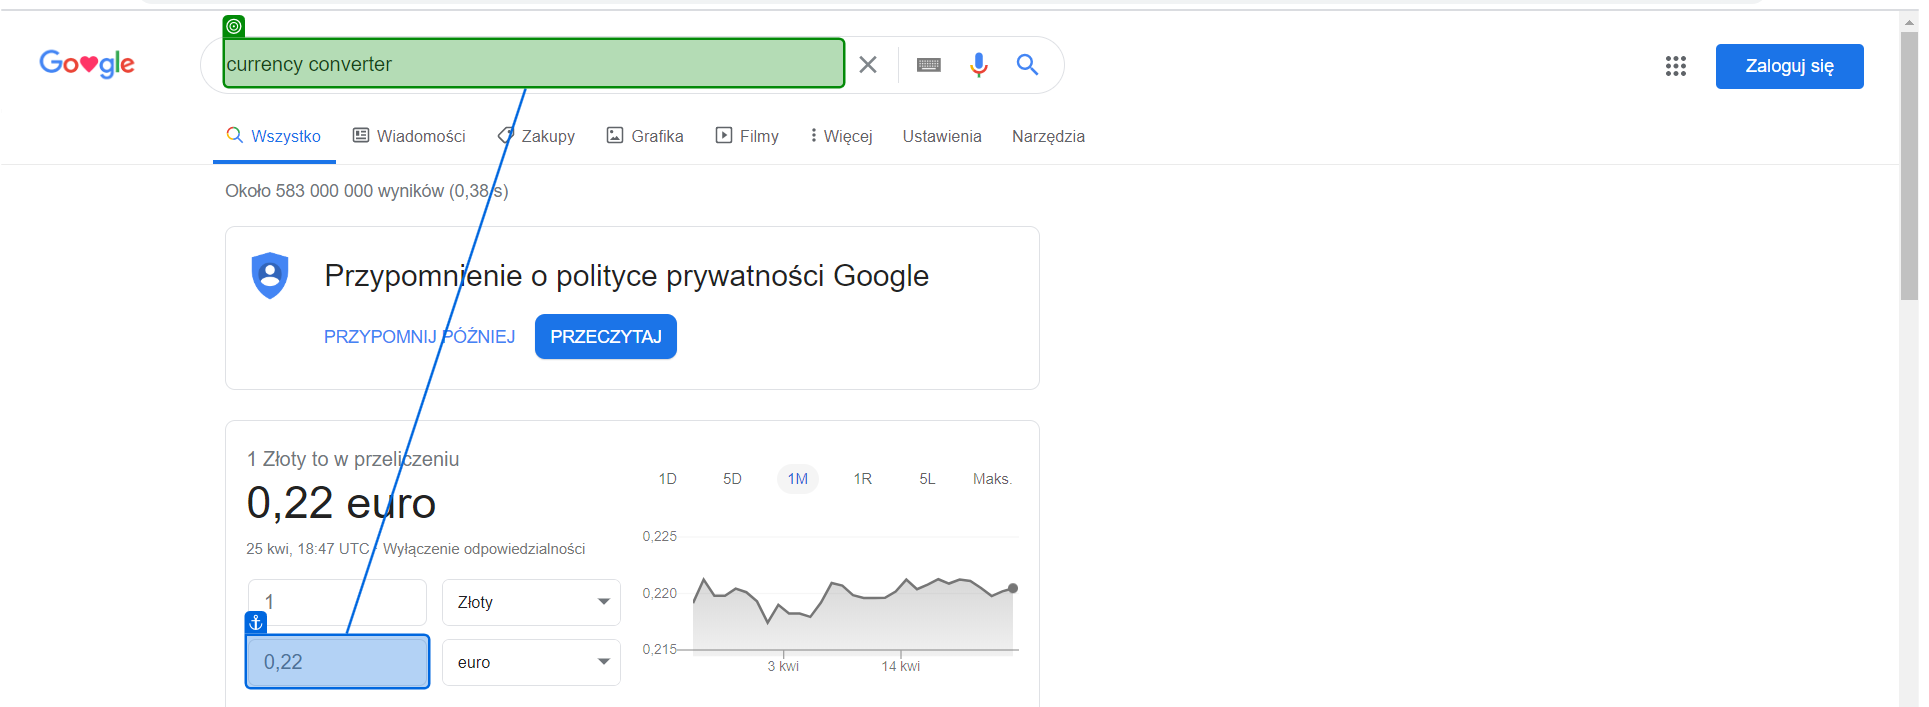 Google
currency converter
Zaloguj się
Wszystko Wiadomości Zakupy Grafika Filmy Więcej Ustawienia Narzędzia
Około 583 000 000 wyników (0,38 s)
Przypomnienie o polityce prywatności Google
PRZYPOMNIJ PÓŹNIEJ PRZECZYTAJ
1 Złoty to w przeliczeniu
0,22 euro
25 kwi, 18:47 UTC · Wyłączenie odpowiedzialności
1 Złoty
0,22 euro
1D 5D 1M 1R 5L Maks.
0,225
0,220
0,215
3 kwi 14 kwi